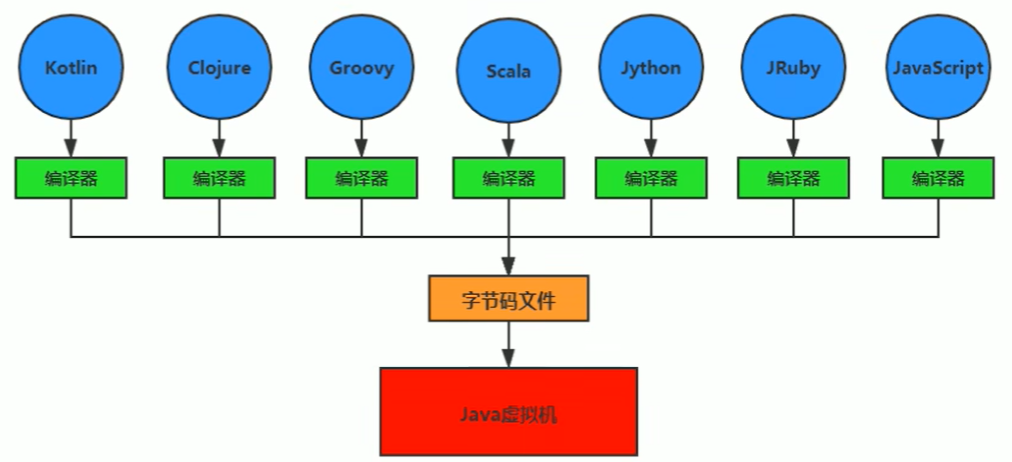 Kotlin
Clojure
Groovy
Scala
Jython
JRuby
JavaScript
编译器
编译器
编译器
编译器
编译器
编译器
编译器
字节码文件
Java虚拟机